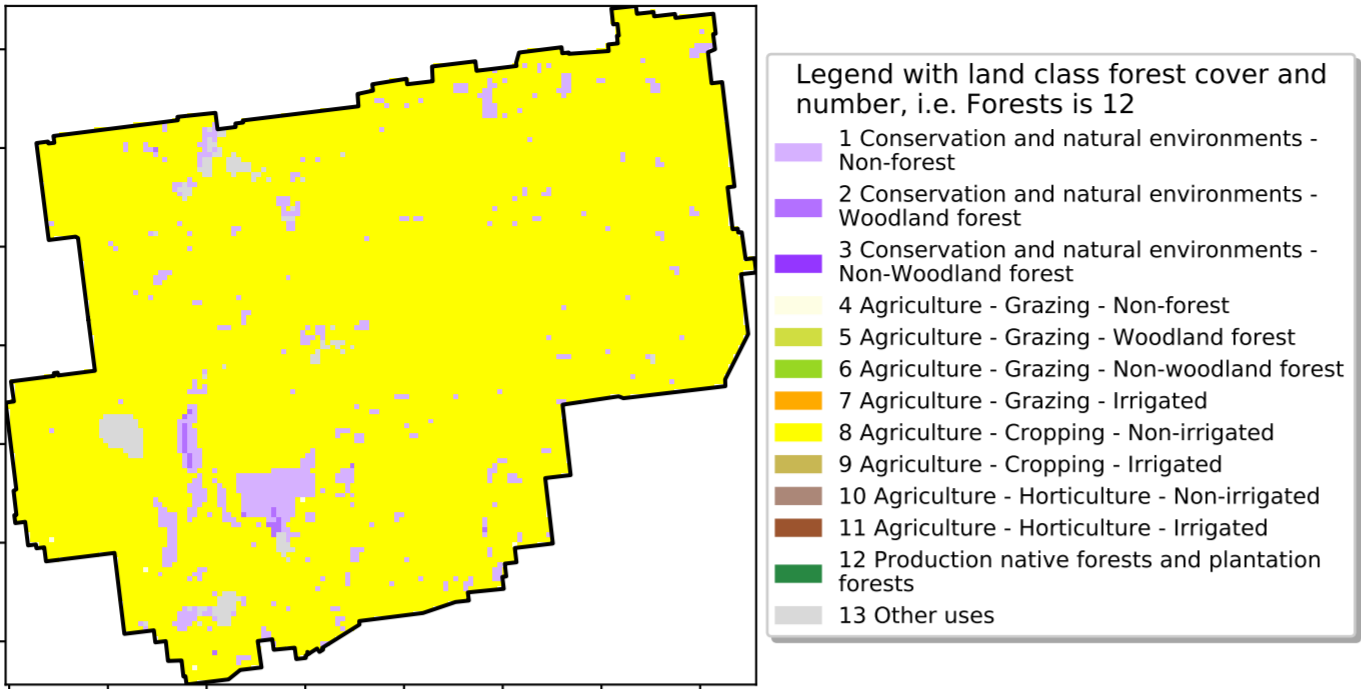 Legend with land class forest cover and
number, i.e. Forests is 12
1 Conservation and natural environments -
Non-forest
2 Conservation and natural environments -
Woodland forest
3 Conservation and natural environments -
Non-Woodland forest
4 Agriculture - Grazing - Non-forest
5 Agriculture - Grazing - Woodland forest
6 Agriculture - Grazing - Non-woodland forest
7 Agriculture - Grazing - Irrigated
8 Agriculture - Cropping - Non-irrigated
9 Agriculture - Cropping - Irrigated
10 Agriculture - Horticulture - Non-irrigated
11 Agriculture - Horticulture - Irrigated
12 Production native forests and plantation
forests
13 Other uses